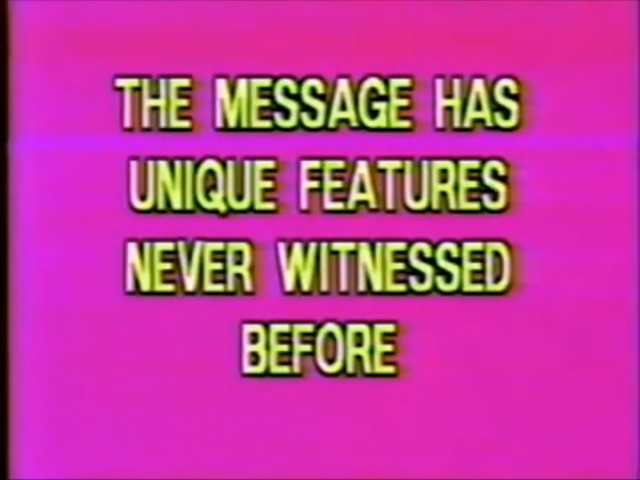 THE MESSAGE HAS
UNIQUE FEATURES
NEVER WITNESSED
BEFORE